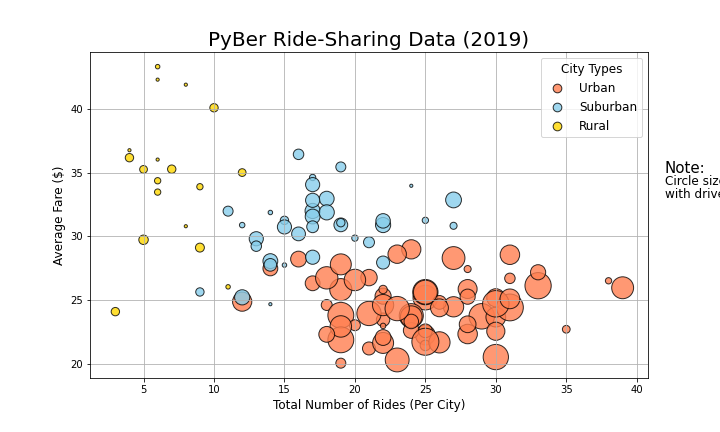 PyBer Ride-Sharing Data (2019)
City Types
Urban
Suburban
Rural
Average Fare ($)
40
35
30
25
20
5
10
15
20
25
30
35
40
Total Number of Rides (Per City)
Note:
Circle size
with drive